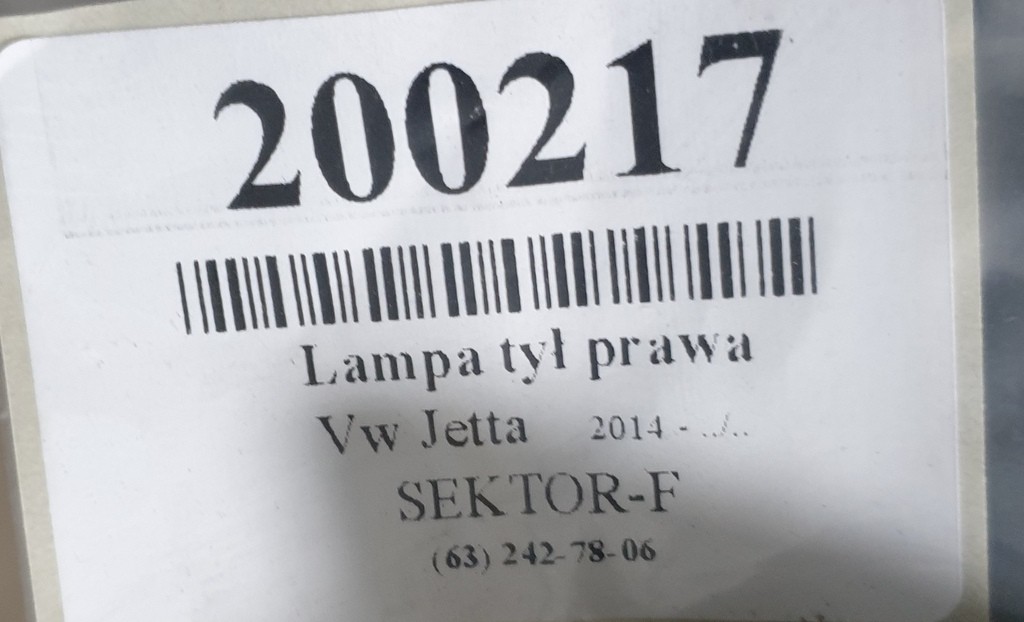 200217
Lampa tył prawa
Vw Jetta 2014 - ../..
SEKTOR-F
(63) 242-78-06